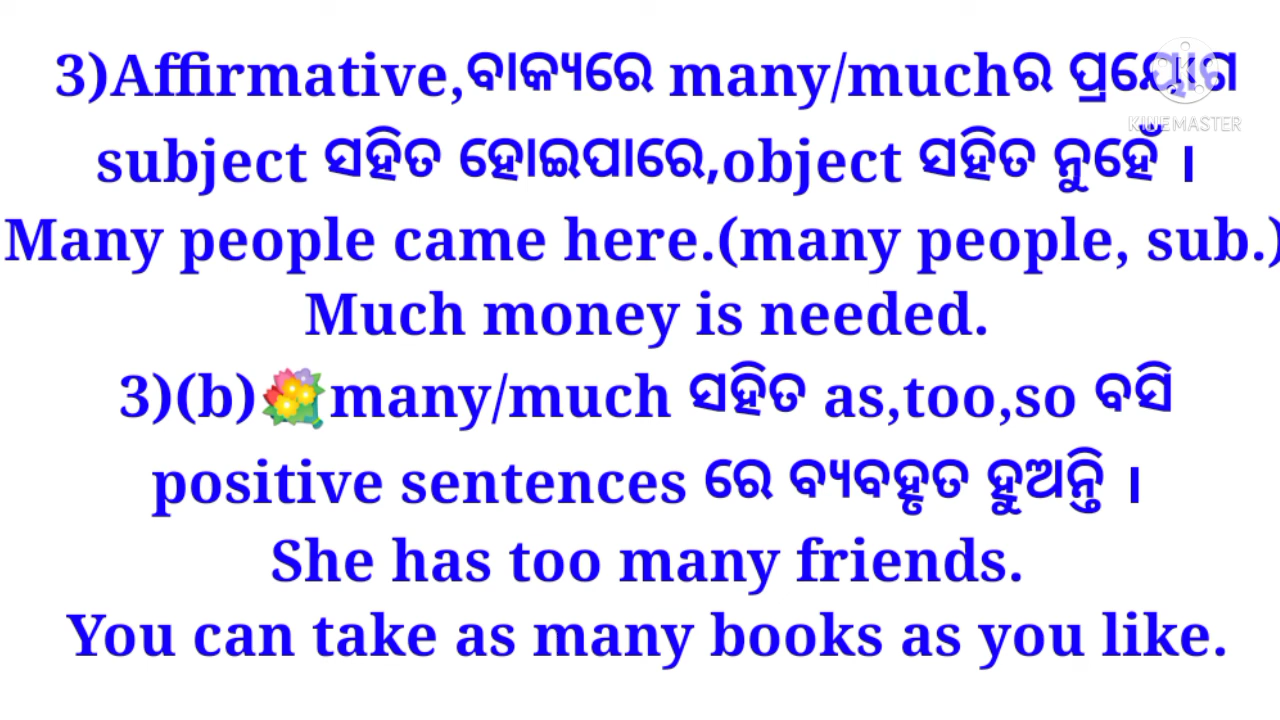 3)Affirmative,ବାକ୍ୟରେ many/muchର ପ୍ରୟୋଗ
KINEMASTER
subject ସହିତ ହୋଇପାରେ,object ସହିତ ନୁହେଁ ।
Many people came here.(many people, sub.)
Much money is needed.
3)(b)💐many/much ସହିତ as,too,so ବସି
positive sentences ରେ ବ୍ୟବହୃତ ହୁଅନ୍ତି ।
She has too many friends.
You can take as many books as you like.